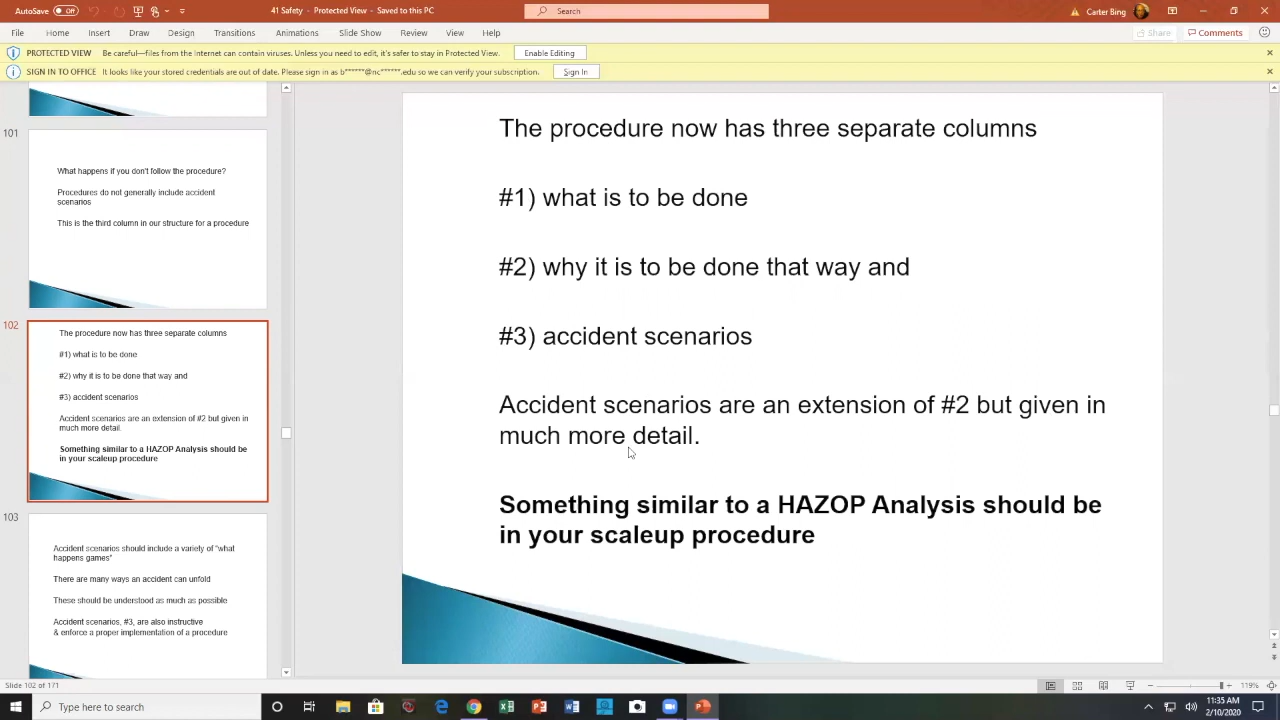 AutoSave Off
41 Safety - Protected View - Saved to this PC
Search
Carter Bing
File Home Insert Draw Design Transitions Animations Slide Show Review View Help
Share Comments
PROTECTED VIEW Be careful—files from the Internet can contain viruses. Unless you need to edit, it's safer to stay in Protected View. Enable Editing
SIGN IN TO OFFICE It looks like your stored credentials are out of date. Please sign in as b******@nc******.edu so we can verify your subscription. Sign In
101
What happens if you don't follow the procedure?
Procedures do not generally include accident
scenarios
This is the third column in our structure for a procedure
102
The procedure now has three separate columns
#1) what is to be done
#2) why it is to be done that way and
#3) accident scenarios
Accident scenarios are an extension of #2 but given in
much more detail.
Something similar to a HAZOP Analysis should be
in your scaleup procedure
103
Accident scenarios should include a variety of "what
happens games"
There are many ways an accident can unfold
These should be understood as much as possible
Accident scenarios, #3, are also instructive
& enforce a proper implementation of a procedure
The procedure now has three separate columns
#1) what is to be done
#2) why it is to be done that way and
#3) accident scenarios
Accident scenarios are an extension of #2 but given in
much more detail.
Something similar to a HAZOP Analysis should be
in your scaleup procedure
Slide 102 of 171
119%
Type here to search
11:35 AM
2/10/2020